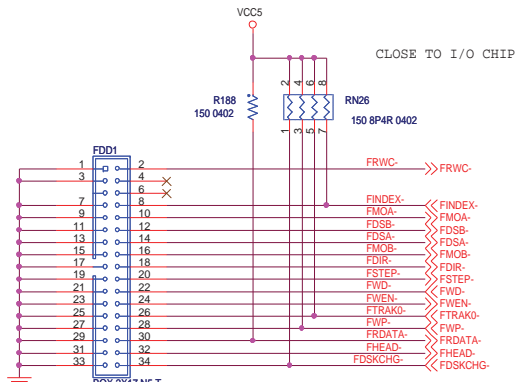 VCC5
CLOSE TO I/O CHIP
R188
150 0402
2 4 6 8
RN26
150 8P4R 0402
1 3 5 7
FDD1
1 2 FRWC- FRWC-
3 4
6
7 8 FINDEX- FINDEX-
9 10 FMOA- FMOA-
11 12 FDSB- FDSB-
13 14 FDSA- FDSA-
15 16 FMOB- FMOB-
17 18 FDIR- FDIR-
19 20 FSTEP- FSTEP-
21 22 FWD- FWD-
23 24 FWEN- FWEN-
25 26 FTRAK0- FTRAK0-
27 28 FWP- FWP-
29 30 FRDATA- FRDATA-
31 32 FHEAD- FHEAD-
33 34 FDSKCHG- FDSKCHG-